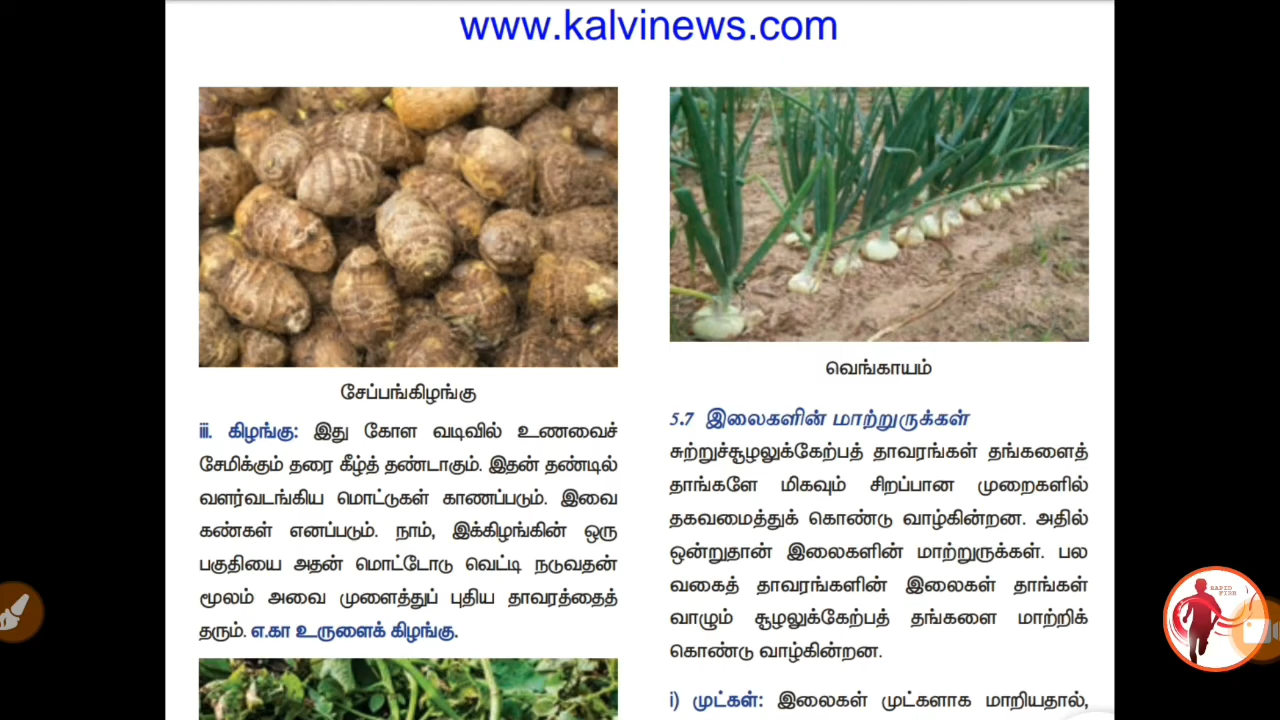 www.kalvinews.com
சேப்பங்கிழங்கு
iii. கிழங்கு: இது கோள வடிவில் உணவைச்
சேமிக்கும் தரை கீழ்த் தண்டாகும். இதன் தண்டில்
வளர்வடங்கிய மொட்டுகள் காணப்படும். இவை
கண்கள் எனப்படும். நாம், இக்கிழங்கின் ஒரு
பகுதியை அதன் மொட்டோடு வெட்டி நடுவதன்
மூலம் அவை முளைத்துப் புதிய தாவரத்தைத்
தரும். எ.கா உருளைக் கிழங்கு.
வெங்காயம்
5.7 இலைகளின் மாற்றுருக்கள்
சுற்றுச்சூழலுக்கேற்பத் தாவரங்கள் தங்களைத்
தாங்களே மிகவும் சிறப்பான முறைகளில்
தகவமைத்துக் கொண்டு வாழ்கின்றன. அதில்
ஒன்றுதான் இலைகளின் மாற்றுருக்கள். பல
வகைத் தாவரங்களின் இலைகள் தாங்கள்
வாழும் சூழலுக்கேற்பத் தங்களை மாற்றிக்
கொண்டு வாழ்கின்றன.
i) முட்கள்: இலைகள் முட்களாக மாறியதால்,
RAPID
FIRE